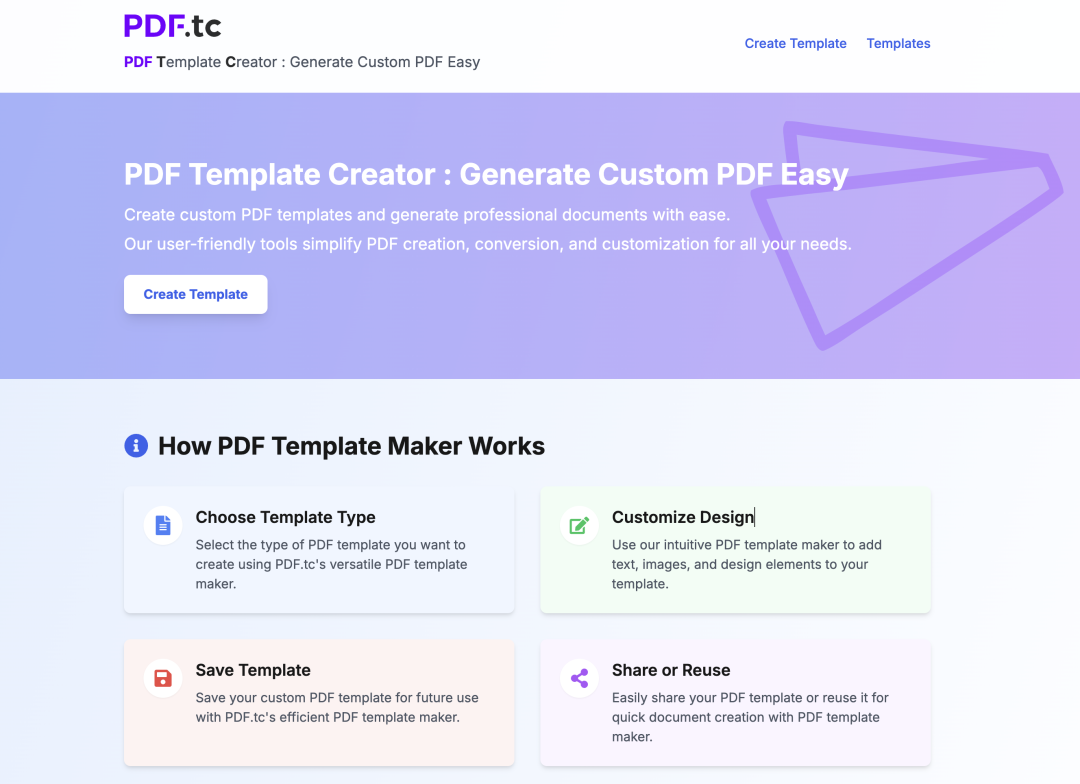 PDF.tc
PDF Template Creator : Generate Custom PDF Easy
Create Template
Templates
PDF Template Creator : Generate Custom PDF Easy
Create custom PDF templates and generate professional documents with ease.
Our user-friendly tools simplify PDF creation, conversion, and customization for all your needs.
Create Template
How PDF Template Maker Works
Choose Template Type
Select the type of PDF template you want to
create using PDF.tc's versatile PDF template
maker.
Customize Design
Use our intuitive PDF template maker to add
text, images, and design elements to your
template.
Save Template
Save your custom PDF template for future use
with PDF.tc's efficient PDF template maker.
Share or Reuse
Easily share your PDF template or reuse it for
quick document creation with PDF template
maker.